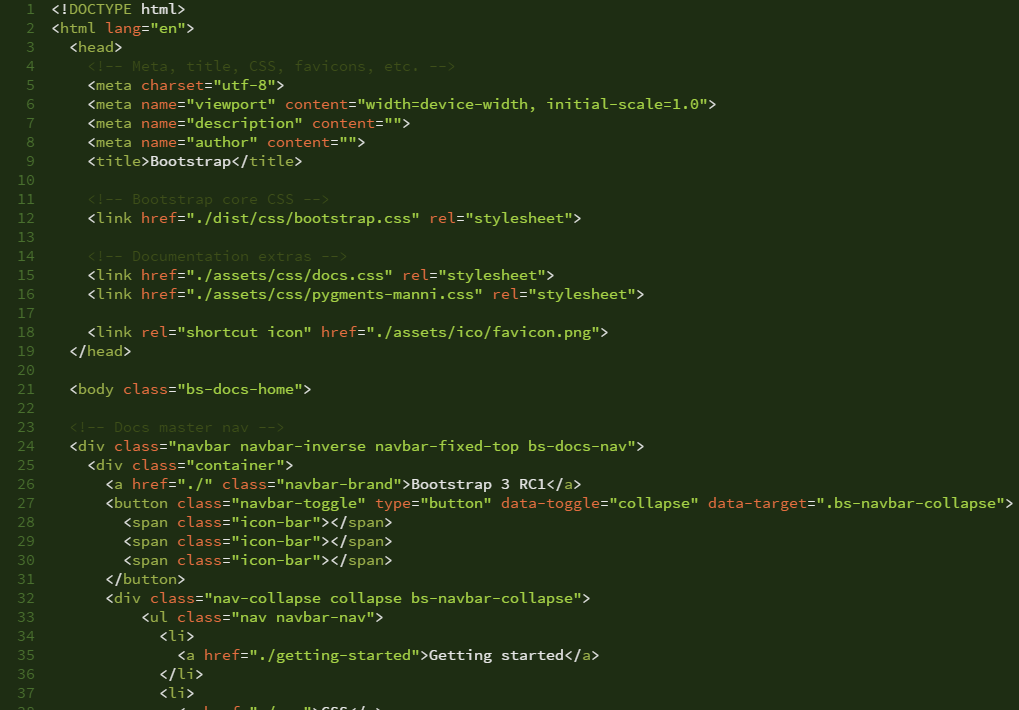 1 <!DOCTYPE html>
2 <html lang="en">
3   <head>
4     <!-- Meta, title, CSS, favicons, etc. -->
5     <meta charset="utf-8">
6     <meta name="viewport" content="width=device-width, initial-scale=1.0">
7     <meta name="description" content="">
8     <meta name="author" content="">
9     <title>Bootstrap</title>
10
11     <!-- Bootstrap core CSS -->
12     <link href="./dist/css/bootstrap.css" rel="stylesheet">
13
14     <!-- Documentation extras -->
15     <link href="./assets/css/docs.css" rel="stylesheet">
16     <link href="./assets/css/pygments-manni.css" rel="stylesheet">
17
18     <link rel="shortcut icon" href="./assets/ico/favicon.png">
19   </head>
20
21   <body class="bs-docs-home">
22
23   <!-- Docs master nav -->
24   <div class="navbar navbar-inverse navbar-fixed-top bs-docs-nav">
25     <div class="container">
26       <a href="./" class="navbar-brand">Bootstrap 3 RC1</a>
27       <button class="navbar-toggle" type="button" data-toggle="collapse" data-target=".bs-navbar-collapse">
28         <span class="icon-bar"></span>
29         <span class="icon-bar"></span>
30         <span class="icon-bar"></span>
31       </button>
32       <div class="nav-collapse collapse bs-navbar-collapse">
33           <ul class="nav navbar-nav">
34             <li>
35               <a href="./getting-started">Getting started</a>
36             </li>
37             <li>